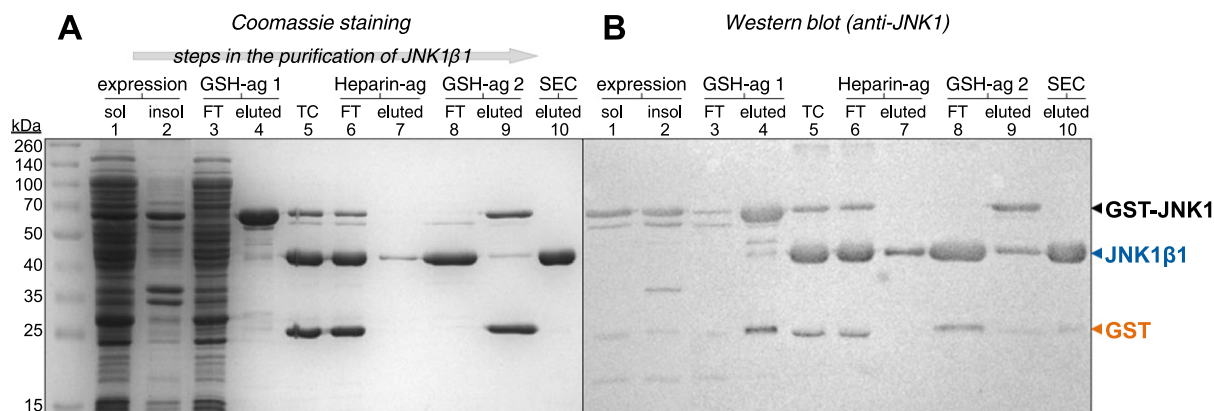 A
Coomassie staining
steps in the purification of JNK1β1
expression GSH-ag 1 Heparin-ag GSH-ag 2 SEC
sol insol FT eluted TC FT eluted FT eluted eluted
kDa 1 2 3 4 5 6 7 8 9 10
260
140
100
70
50
40
35
25
15
B
Western blot (anti-JNK1)
expression GSH-ag 1 Heparin-ag GSH-ag 2 SEC
sol insol FT eluted TC FT eluted FT eluted eluted
1 2 3 4 5 6 7 8 9 10
GST-JNK1
JNK1β1
GST